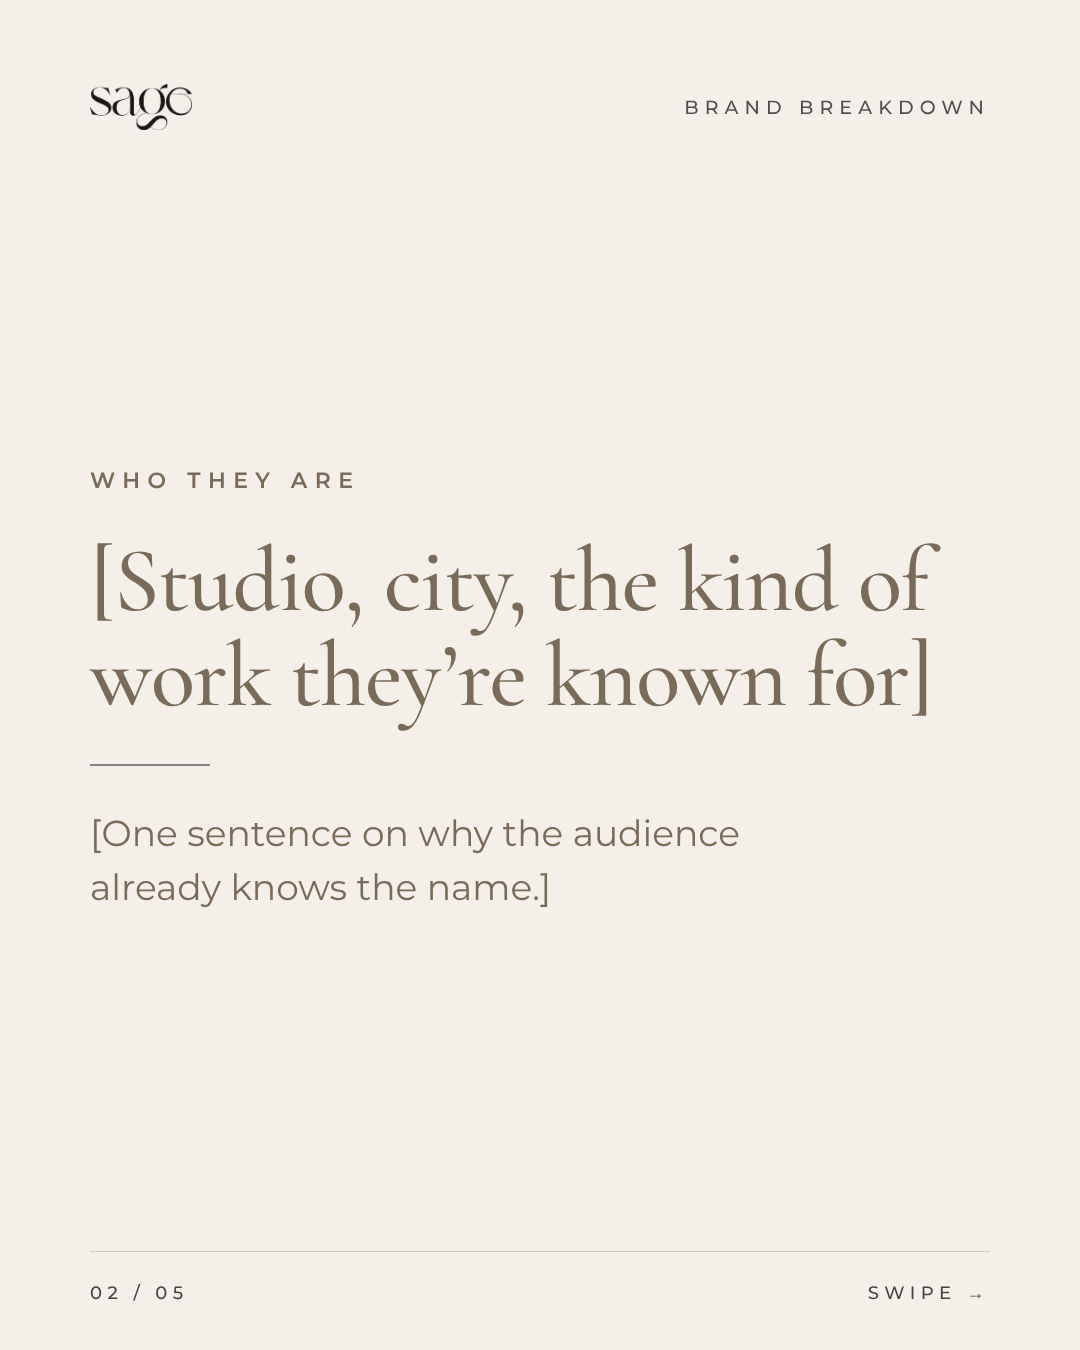 sage
BRAND BREAKDOWN
WHO THEY ARE
[Studio, city, the kind of
work they’re known for]
[One sentence on why the audience
already knows the name.]
02 / 05
SWIPE →